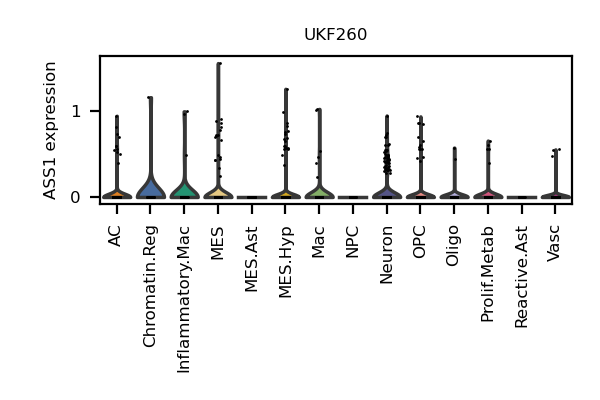 UKF260
ASS1 expression
1
0
AC
Chromatin.Reg
Inflammatory.Mac
MES
MES.Ast
MES.Hyp
Mac
NPC
Neuron
OPC
Oligo
Prolif.Metab
Reactive.Ast
Vasc